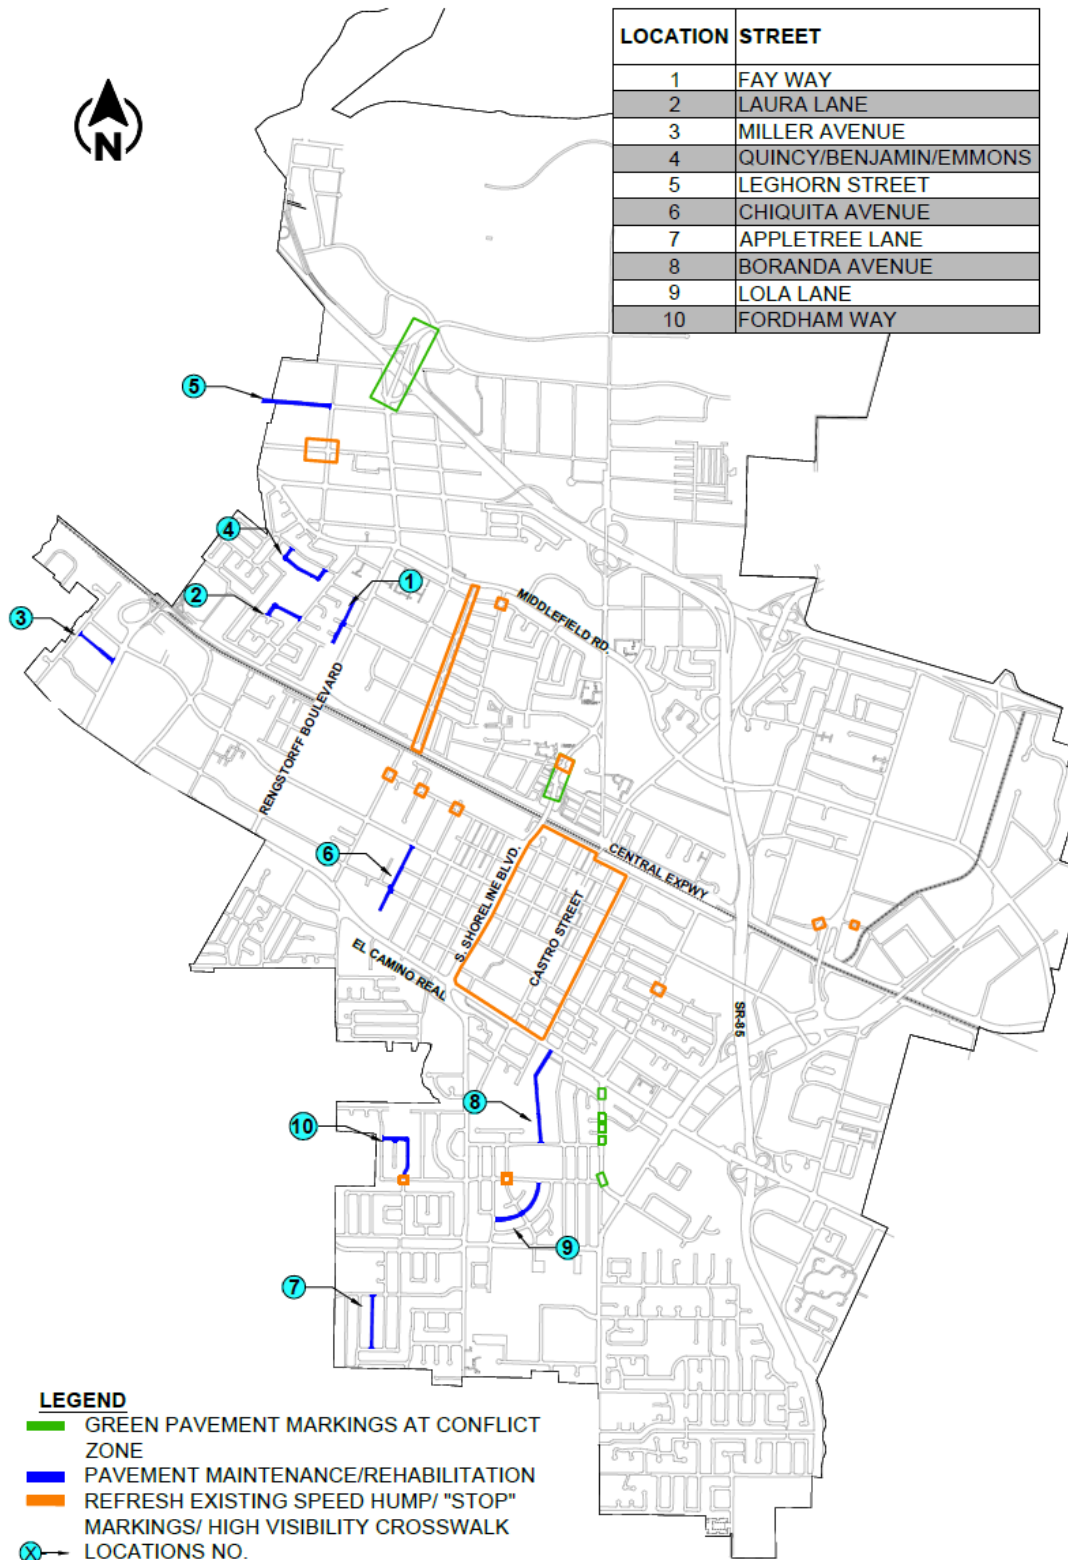 LOCATION STREET
1 FAY WAY
2 LAURA LANE
3 MILLER AVENUE
4 QUINCY/BENJAMIN/EMMONS
5 LEGHORN STREET
6 CHIQUITA AVENUE
7 APPLETREE LANE
8 BORANDA AVENUE
9 LOLA LANE
10 FORDHAM WAY
N
5
4
1
2
3
MIDDLEFIELD RD.
RENGSTORFF BOULEVARD
6
CENTRAL EXPWY
S. SHORELINE BLVD.
CASTRO STREET
EL CAMINO REAL
SR-85
8
10
9
7
LEGEND
GREEN PAVEMENT MARKINGS AT CONFLICT
ZONE
PAVEMENT MAINTENANCE/REHABILITATION
REFRESH EXISTING SPEED HUMP/ "STOP"
MARKINGS/ HIGH VISIBILITY CROSSWALK
X LOCATIONS NO.